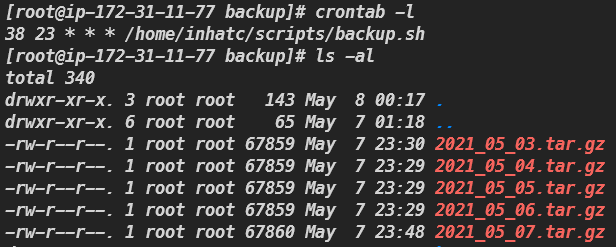 [root@ip-172-31-11-77 backup]# crontab -l
38 23 * * * /home/inhatc/scripts/backup.sh
[root@ip-172-31-11-77 backup]# ls -al
total 340
drwxr-xr-x. 3 root root   143 May  8 00:17 .
drwxr-xr-x. 6 root root    65 May  7 01:18 ..
-rw-r--r--. 1 root root 67859 May  7 23:30 2021_05_03.tar.gz
-rw-r--r--. 1 root root 67859 May  7 23:29 2021_05_04.tar.gz
-rw-r--r--. 1 root root 67859 May  7 23:29 2021_05_05.tar.gz
-rw-r--r--. 1 root root 67859 May  7 23:29 2021_05_06.tar.gz
-rw-r--r--. 1 root root 67860 May  7 23:48 2021_05_07.tar.gz